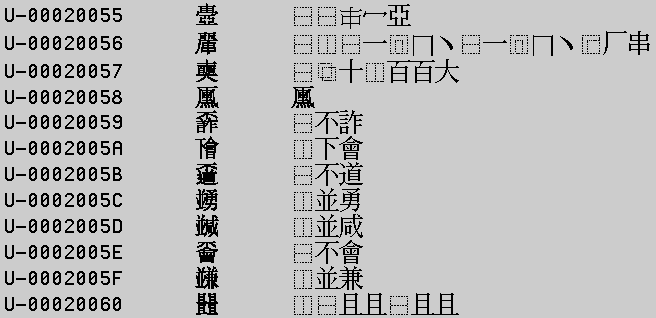 U-00020055 𠁕 ⿱⿱𠀐冖亞
U-00020056 𠁖 ⿱⿰⿱一⿵冂丶⿱一⿵冂丶⿸厂串
U-00020057 𠁗 ⿱⿻十⿰百百大
U-00020058 𠁘 𠁘
U-00020059 𠁙 ⿱不詐
U-0002005A 𠁚 ⿰下會
U-0002005B 𠁛 ⿱不道
U-0002005C 𠁜 ⿰並勇
U-0002005D 𠁝 ⿰並咸
U-0002005E 𠁞 ⿱不會
U-0002005F 𠁟 ⿰並兼
U-00020060 𠁠 ⿰⿱且且⿱且且